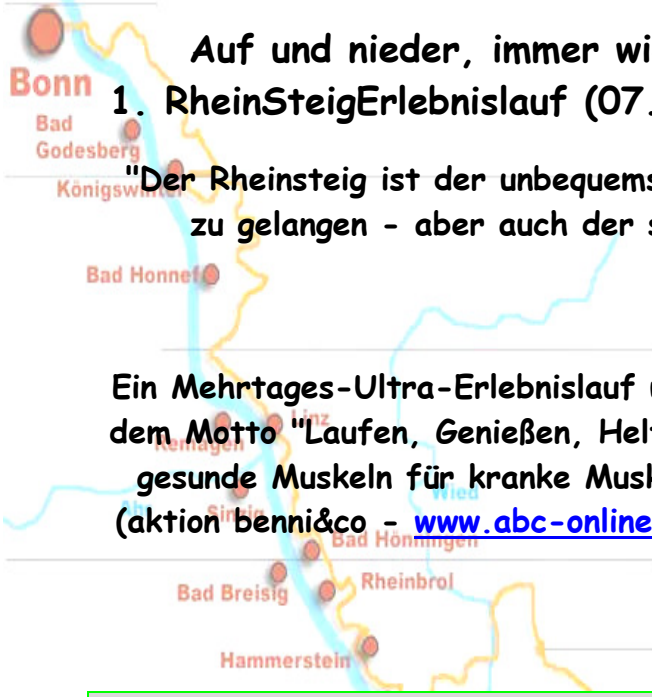 Auf und nieder, immer wi
Bonn
1. RheinSteigErlebnislauf (07.
Bad
Godesberg
"Der Rheinsteig ist der unbequems
Königswinter
zu gelangen - aber auch der s
Bad Honnef
Ein Mehrtages-Ultra-Erlebnislauf
dem Motto "Laufen, Genießen, Hel
Linz
Remagen
gesunde Muskeln für kranke Musk
Wied
Ahr
Sinzig
(aktion benni&co - www.abc-online
Bad Hönningen
Bad Breisig
Rheinbrol
Hammerstein